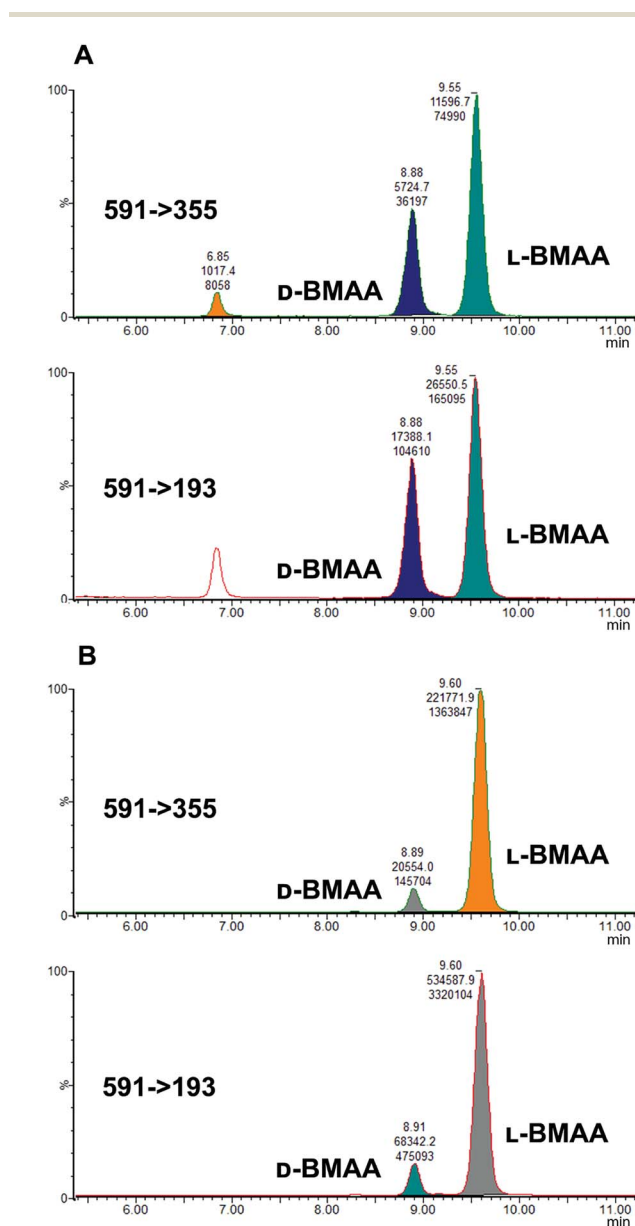 A
100
%
0
591->355
6.85
1017.4
8058
D-BMAA
8.88
5724.7
36197
9.55
11596.7
74990
L-BMAA
6.00 7.00 8.00 9.00 10.00 11.00
min
100
%
0
591->193
D-BMAA
8.88
17388.1
104610
9.55
26550.5
165095
L-BMAA
6.00 7.00 8.00 9.00 10.00 11.00
min
B
100
%
0
591->355
D-BMAA
8.89
20554.0
145704
9.60
221771.9
1363847
L-BMAA
6.00 7.00 8.00 9.00 10.00 11.00
min
100
%
0
591->193
D-BMAA
8.91
68342.2
475093
9.60
534587.9
3320104
L-BMAA
6.00 7.00 8.00 9.00 10.00 11.00
min